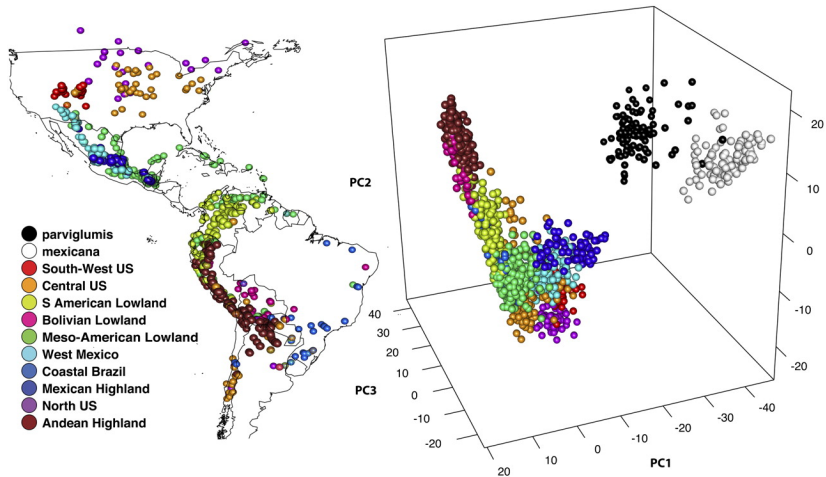 PC2
parviglumis
mexicana
South-West US
Central US
S American Lowland
Bolivian Lowland
Meso-American Lowland
West Mexico
Coastal Brazil
Mexican Highland
North US
Andean Highland
PC3
40
30
20
10
0
-10
-20
20
10
0
-10
-20
-30
-40
PC1
20
10
0
-10
-20